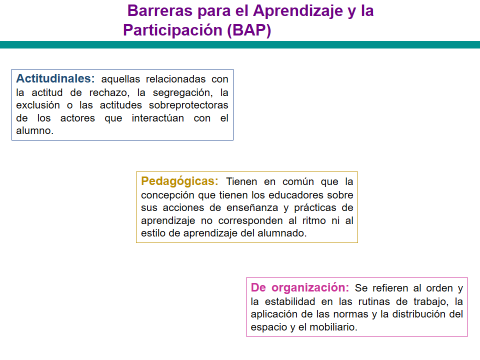 Barreras para el Aprendizaje y la
Participación (BAP)
Actitudinales: aquellas relacionadas con
la actitud de rechazo, la segregación, la
exclusión o las actitudes sobreprotectoras
de los actores que interactúan con el
alumno.
Pedagógicas: Tienen en común que la
concepción que tienen los educadores sobre
sus acciones de enseñanza y prácticas de
aprendizaje no corresponden al ritmo ni al
estilo de aprendizaje del alumnado.
De organización: Se refieren al orden y
la estabilidad en las rutinas de trabajo, la
aplicación de las normas y la distribución del
espacio y el mobiliario.